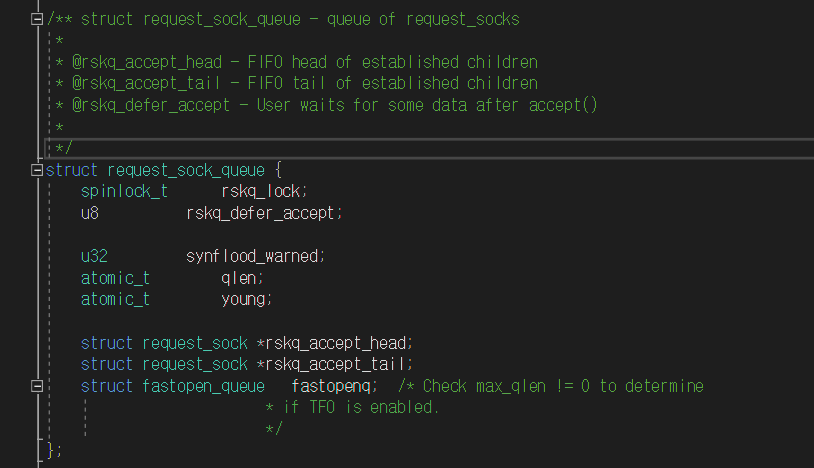 /** struct request_sock_queue - queue of request_socks
 *
 * @rskq_accept_head - FIFO head of established children
 * @rskq_accept_tail - FIFO tail of established children
 * @rskq_defer_accept - User waits for some data after accept()
 *
 */
struct request_sock_queue {
    spinlock_t      rskq_lock;
    u8          rskq_defer_accept;

    u32         synflood_warned;
    atomic_t        qlen;
    atomic_t        young;

    struct request_sock *rskq_accept_head;
    struct request_sock *rskq_accept_tail;
    struct fastopen_queue   fastopenq;  /* Check max_qlen != 0 to determine
                         * if TFO is enabled.
                         */
};